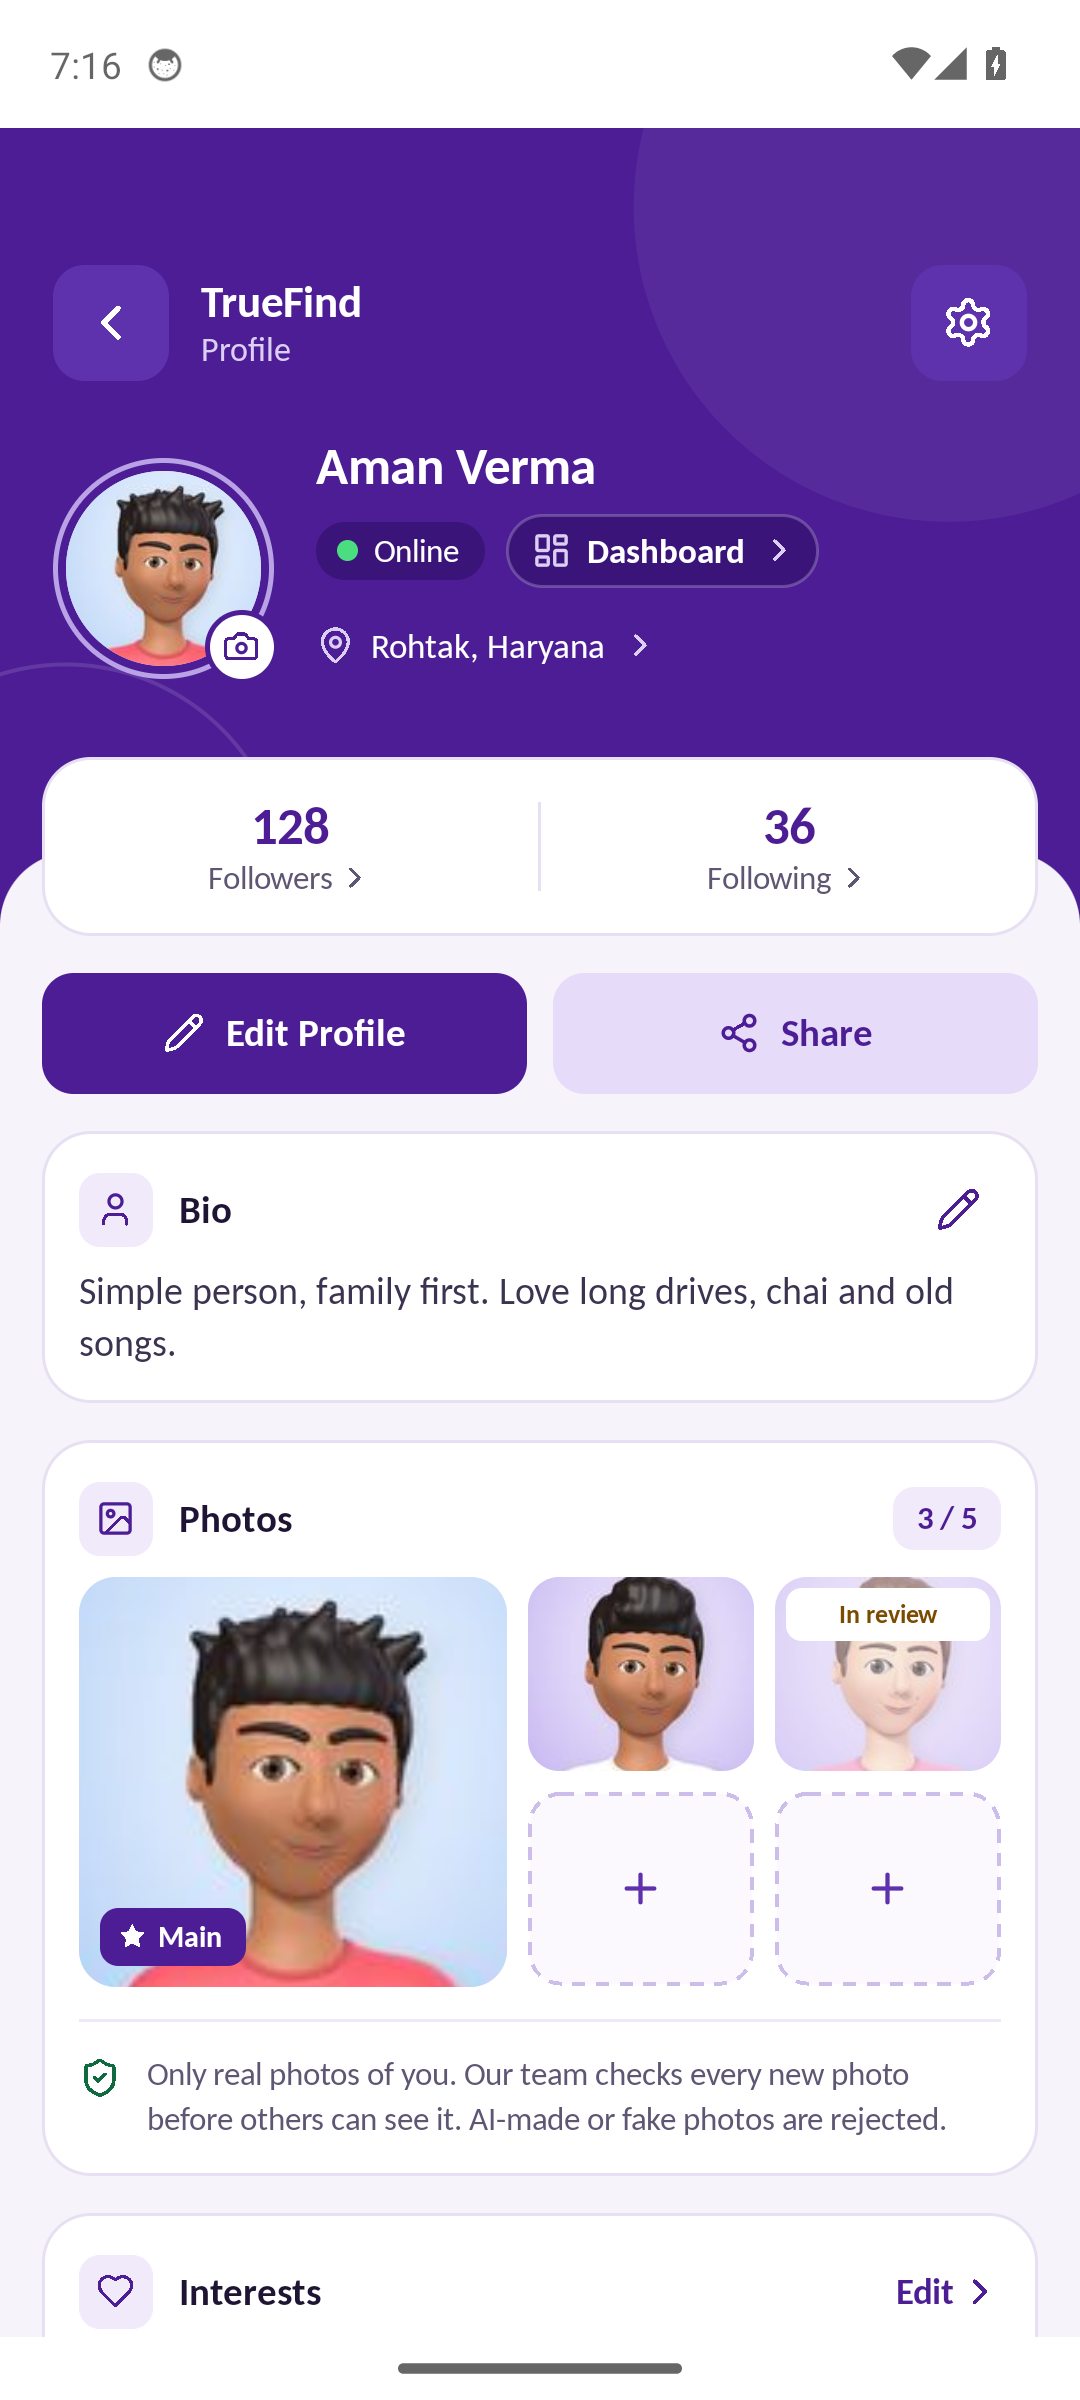 7:16
TrueFind
Profile
Aman Verma
Online
Dashboard
Rohtak, Haryana
128
Followers
36
Following
Edit Profile
Share
Bio
Simple person, family first. Love long drives, chai and old
songs.
Photos
3 / 5
In review
Main
Only real photos of you. Our team checks every new photo
before others can see it. AI-made or fake photos are rejected.
Interests
Edit